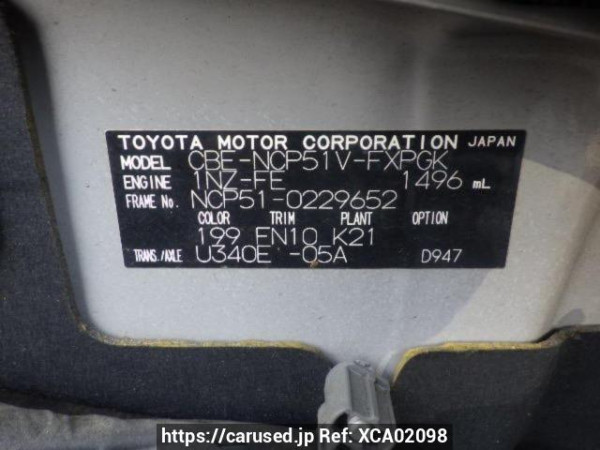 TOYOTA MOTOR CORPORATION JAPAN
MODEL CBE-NCP51V-FXPGK
ENGINE 1NZ-FE 1496 mL
FRAME No. NCP51-0229652
COLOR TRIM PLANT OPTION
199 FN10 K21
TRANS./AXLE U340E -05A D947
https://carused.jp Ref: XCA02098